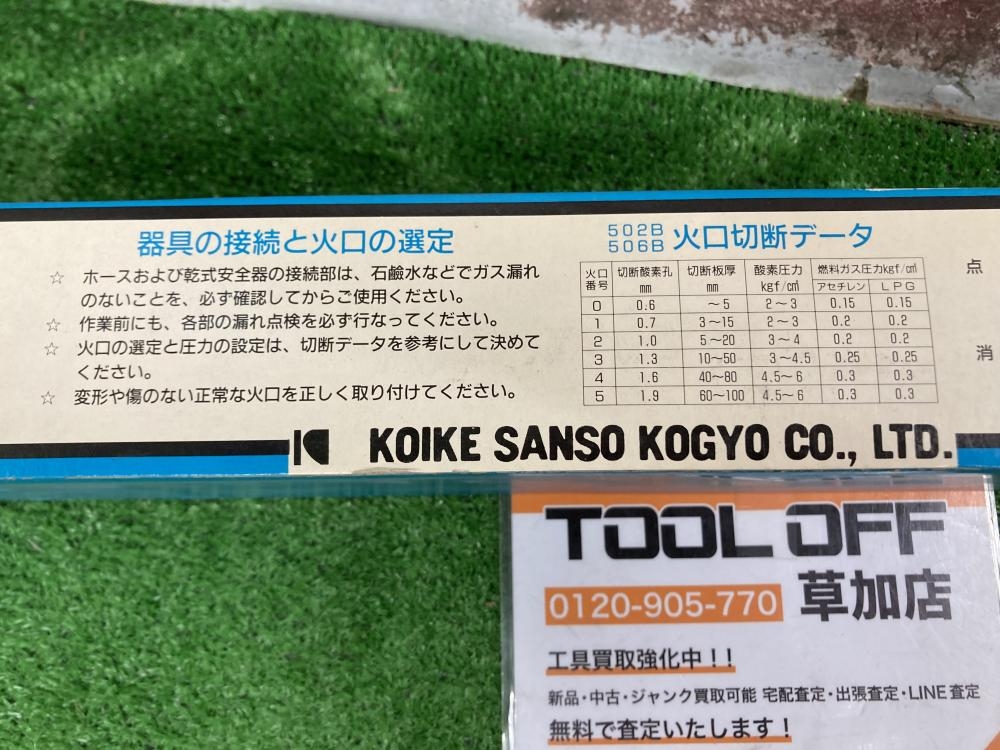 器具の接続と火口の選定
☆ ホースおよび乾式安全器の接続部は、石鹸水などでガス漏れ
のないことを、必ず確認してからご使用ください。
☆ 作業前にも、各部の漏れ点検を必ず行なってください。
☆ 火口の選定と圧力の設定は、切断データを参考にして決めて
ください。
☆ 変形や傷のない正常な火口を正しく取り付けてください。
502B
506B 火口切断データ
火口番号 切断酸素孔 mm 切断板厚 mm 酸素圧力 kgf/c㎡ 燃料ガス圧力kgf/c㎡
アセチレン LPG
0 0.6 ～5 2～3 0.15 0.15
1 0.7 3～15 2～3 0.2 0.2
2 1.0 5～20 3～4 0.2 0.2
3 1.3 10～50 3～4.5 0.25 0.25
4 1.6 40～80 4.5～6 0.3 0.3
5 1.9 60～100 4.5～6 0.3 0.3
点
消
KOIKE SANSO KOGYO CO., LTD.
TOOL OFF
0120-905-770 草加店
工具買取強化中！！
新品・中古・ジャンク買取可能 宅配査定・出張査定・LINE査定
無料で査定いたします！